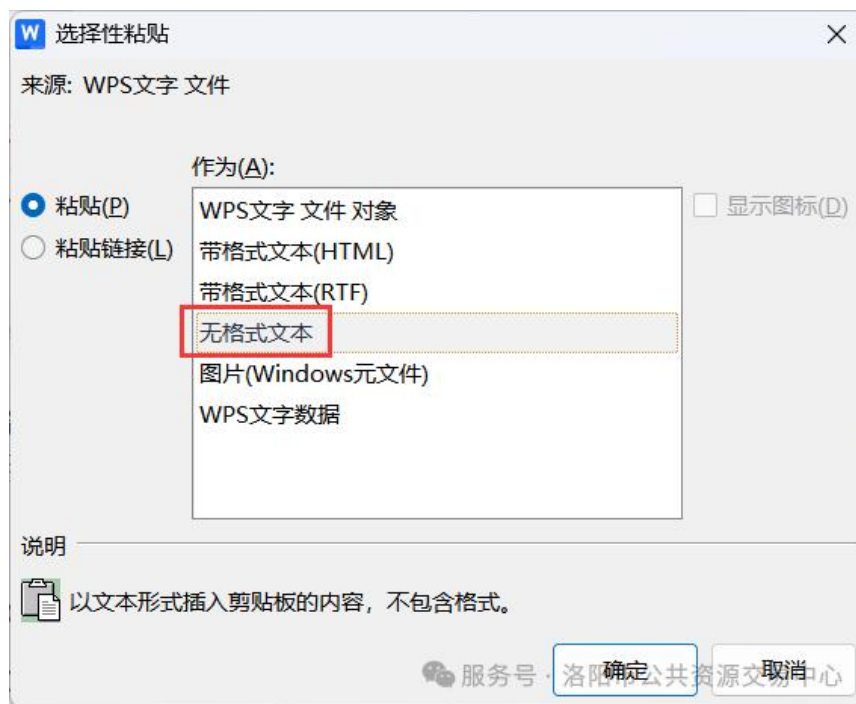 W 选择性粘贴
来源: WPS文字 文件
作为(A):
粘贴(P)
粘贴链接(L)
WPS文字 文件 对象
带格式文本(HTML)
带格式文本(RTF)
无格式文本
图片(Windows元文件)
WPS文字数据
显示图标(D)
说明
以文本形式插入剪贴板的内容，不包含格式。
确定
取消
服务号 · 洛阳市公共资源交易中心